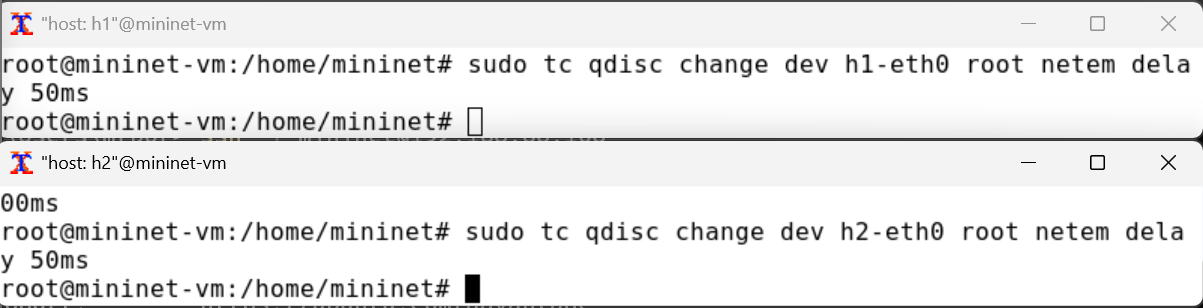 "host: h1"@mininet-vm
root@mininet-vm:/home/mininet# sudo tc qdisc change dev h1-eth0 root netem dela
y 50ms
root@mininet-vm:/home/mininet#
"host: h2"@mininet-vm
00ms
root@mininet-vm:/home/mininet# sudo tc qdisc change dev h2-eth0 root netem dela
y 50ms
root@mininet-vm:/home/mininet#